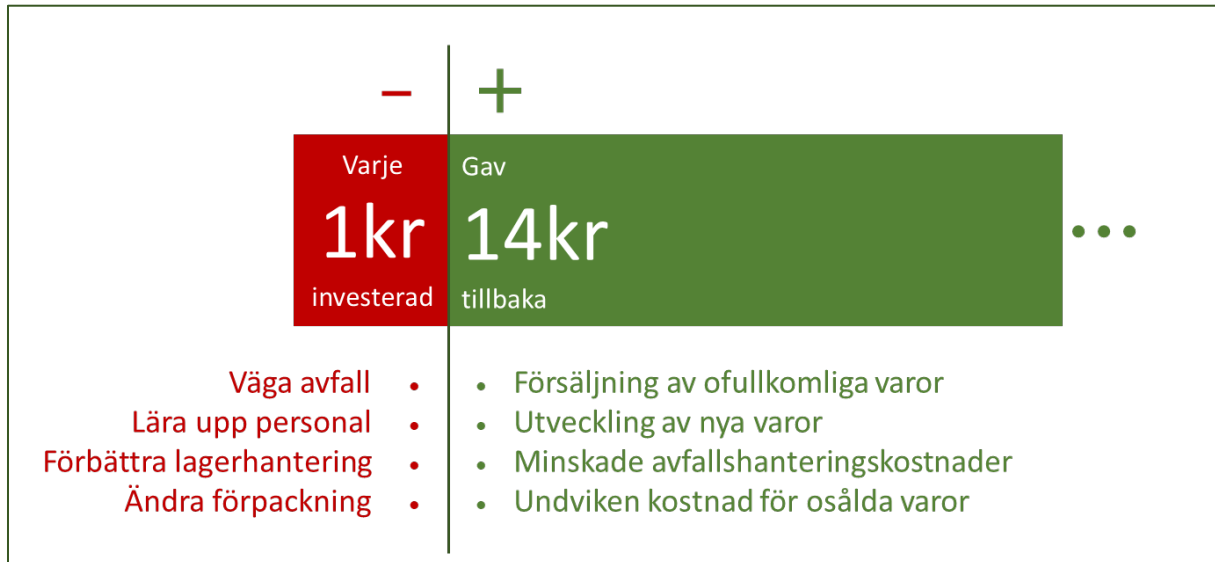 −
+
Varje
1kr
investerad
Gav
14kr
tillbaka
...
Väga avfall •
Lära upp personal •
Förbättra lagerhantering •
Ändra förpackning •
• Försäljning av ofullkomliga varor
• Utveckling av nya varor
• Minskade avfallshanteringskostnader
• Undviken kostnad för osålda varor